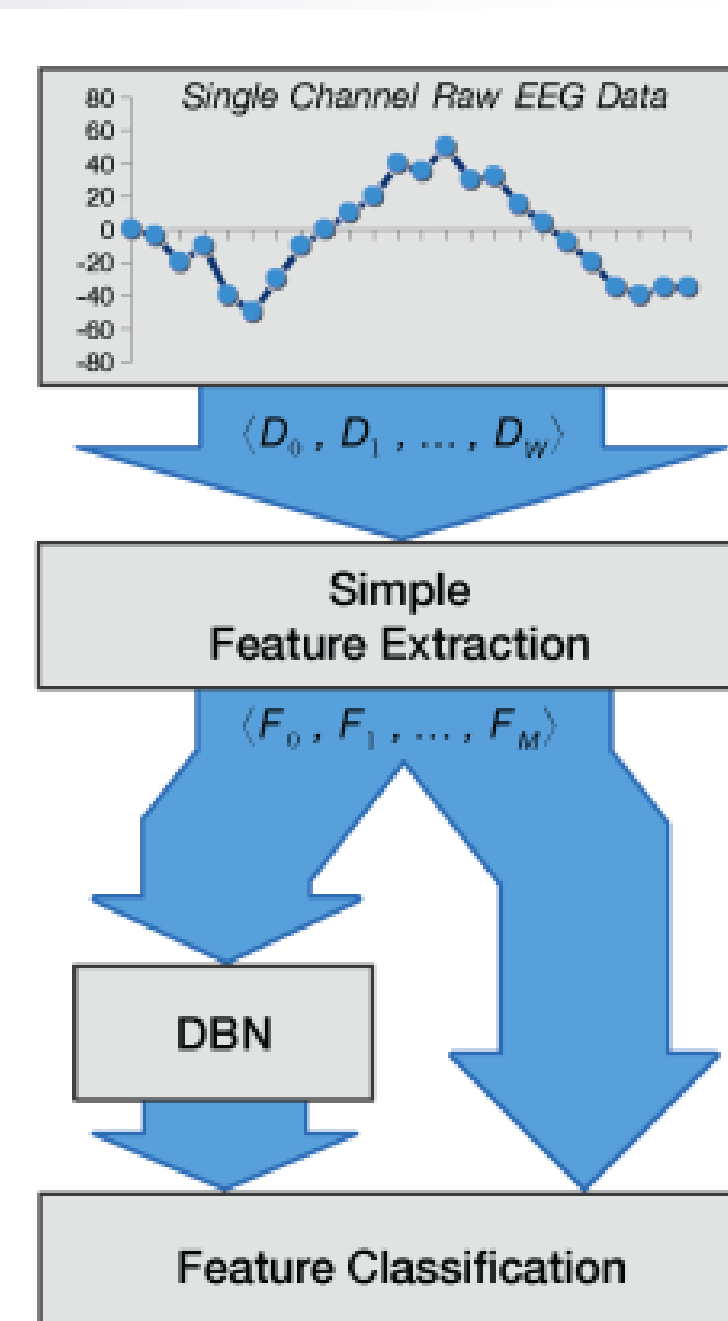 Single Channel Raw EEG Data
80
60
40
20
0
-20
-40
-60
-80
⟨D₀ , D₁ , ... , D_W⟩
Simple
Feature Extraction
⟨F₀ , F₁ , ... , F_M⟩
DBN
Feature Classification